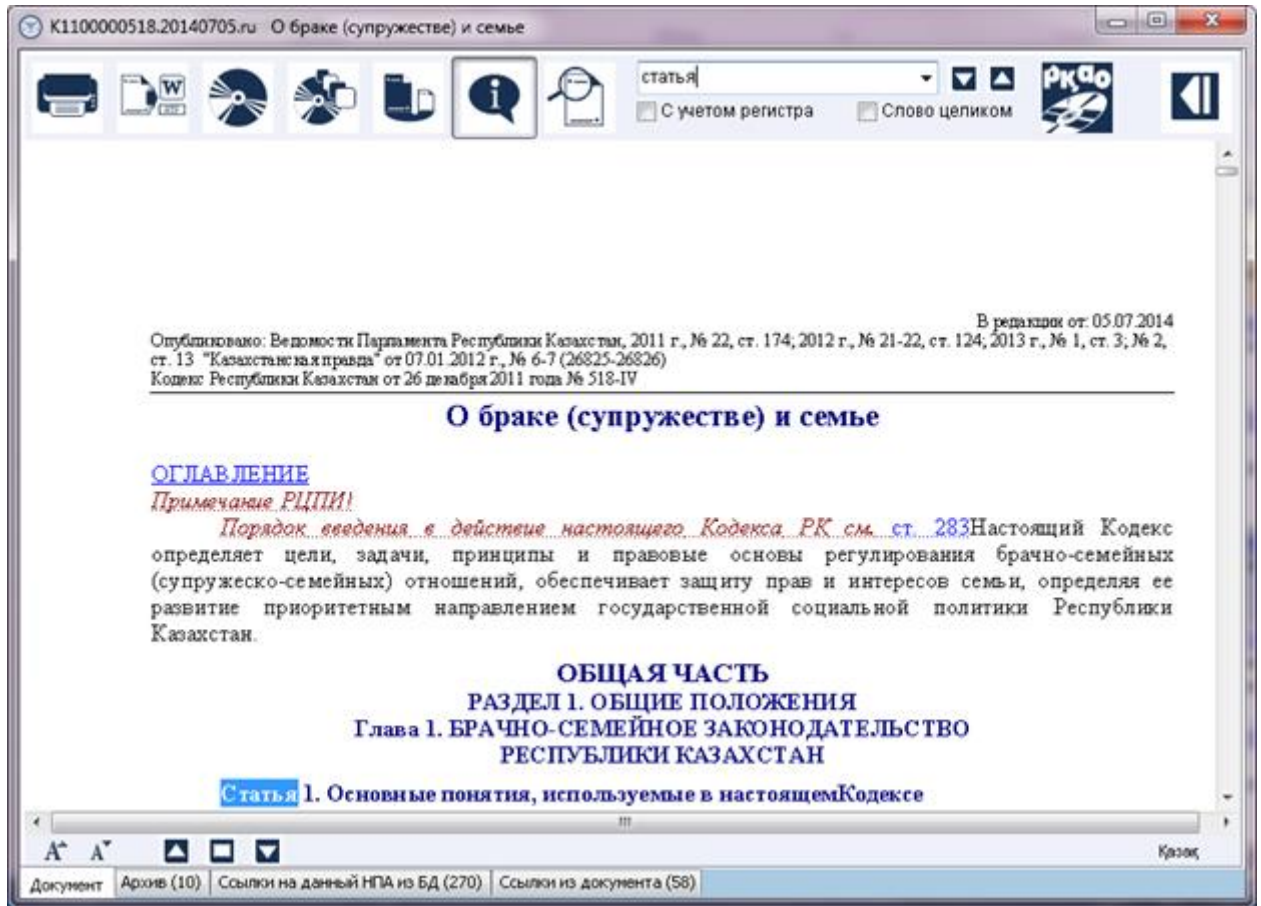 K1100000518.20140705.ru О браке (супружестве) и семье
W
статья
ркао
С учетом регистра Слово целиком
В редакции от: 05.07.2014
Опубликовано: Ведомости Парламента Республики Казахстан, 2011 г., № 22, ст. 174; 2012 г., № 21-22, ст. 124; 2013 г., № 1, ст. 3; № 2,
ст. 13 "Казахстанская правда" от 07.01.2012 г., № 6-7 (26825-
26826)
Кодекс Республики Казахстан от 26 декабря 2011 года № 518-IV
О браке (супружестве) и семье
ОГЛАВЛЕНИЕ
Примечание РЦПИ!
Порядок введения в действие настоящего Кодекса РК см. ст. 283Настоящий Кодекс
определяет цели, задачи, принципы и правовые основы регулирования брачно-семейных
(супружеско-семейных) отношений, обеспечивает защиту прав и интересов семьи, определяя ее
развитие приоритетным направлением государственной социальной политики Республики
Казахстан.
ОБЩАЯ ЧАСТЬ
РАЗДЕЛ 1. ОБЩИЕ ПОЛОЖЕНИЯ
Глава 1. БРАЧНО-СЕМЕЙНОЕ ЗАКОНОДАТЕЛЬСТВО
РЕСПУБЛИКИ КАЗАХСТАН
Статья 1. Основные понятия, используемые в настоящемКодексе
А А Қазақ
Документ Архив (10) Ссылки на данный НПА из БД (270) Ссылки из документа (58)